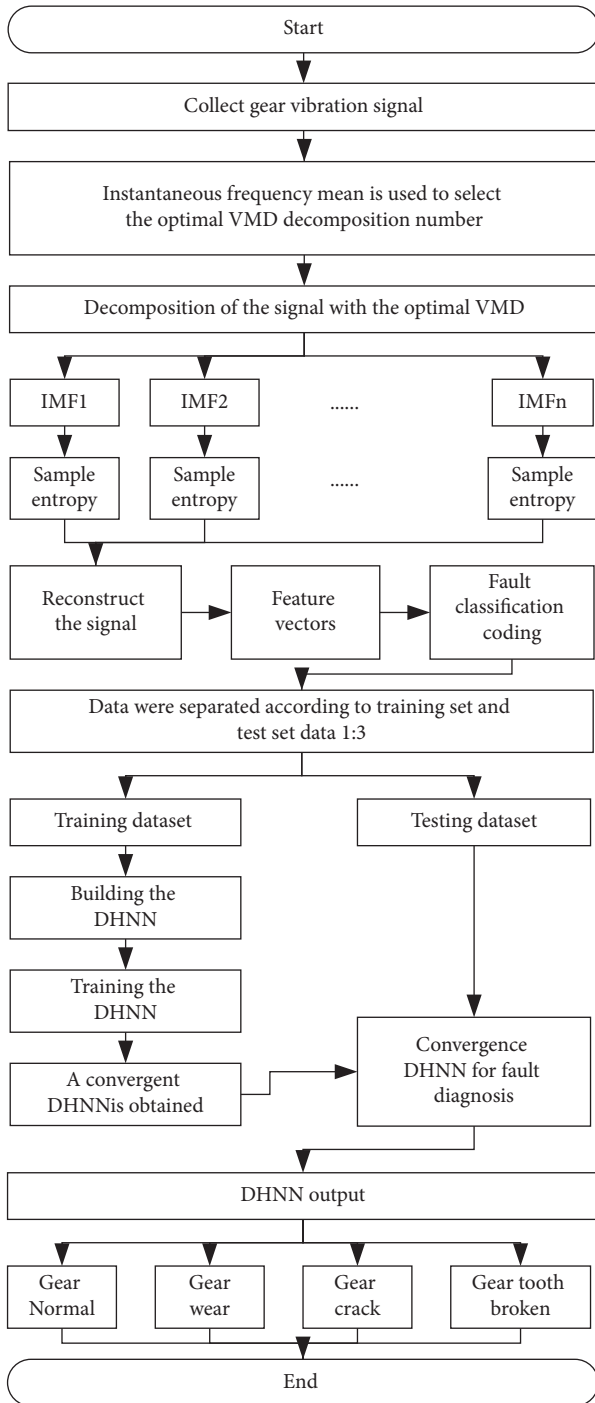 Start
Collect gear vibration signal
Instantaneous frequency mean is used to select
the optimal VMD decomposition number
Decomposition of the signal with the optimal VMD
IMF1
IMF2
......
IMFn
Sample
entropy
Sample
entropy
......
Sample
entropy
Reconstruct
the signal
Feature
vectors
Fault
classification
coding
Data were separated according to training set and
test set data 1:3
Training dataset
Testing dataset
Building the
DHNN
Training the
DHNN
A convergent
DHNNis obtained
Convergence
DHNN for fault
diagnosis
DHNN output
Gear
Normal
Gear
wear
Gear
crack
Gear tooth
broken
End